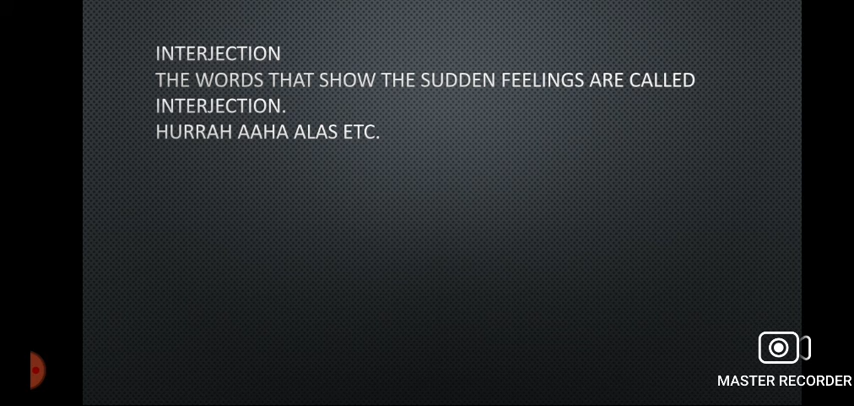 INTERJECTION
THE WORDS THAT SHOW THE SUDDEN FEELINGS ARE CALLED
INTERJECTION.
HURRAH AAHA ALAS ETC.
MASTER RECORDER